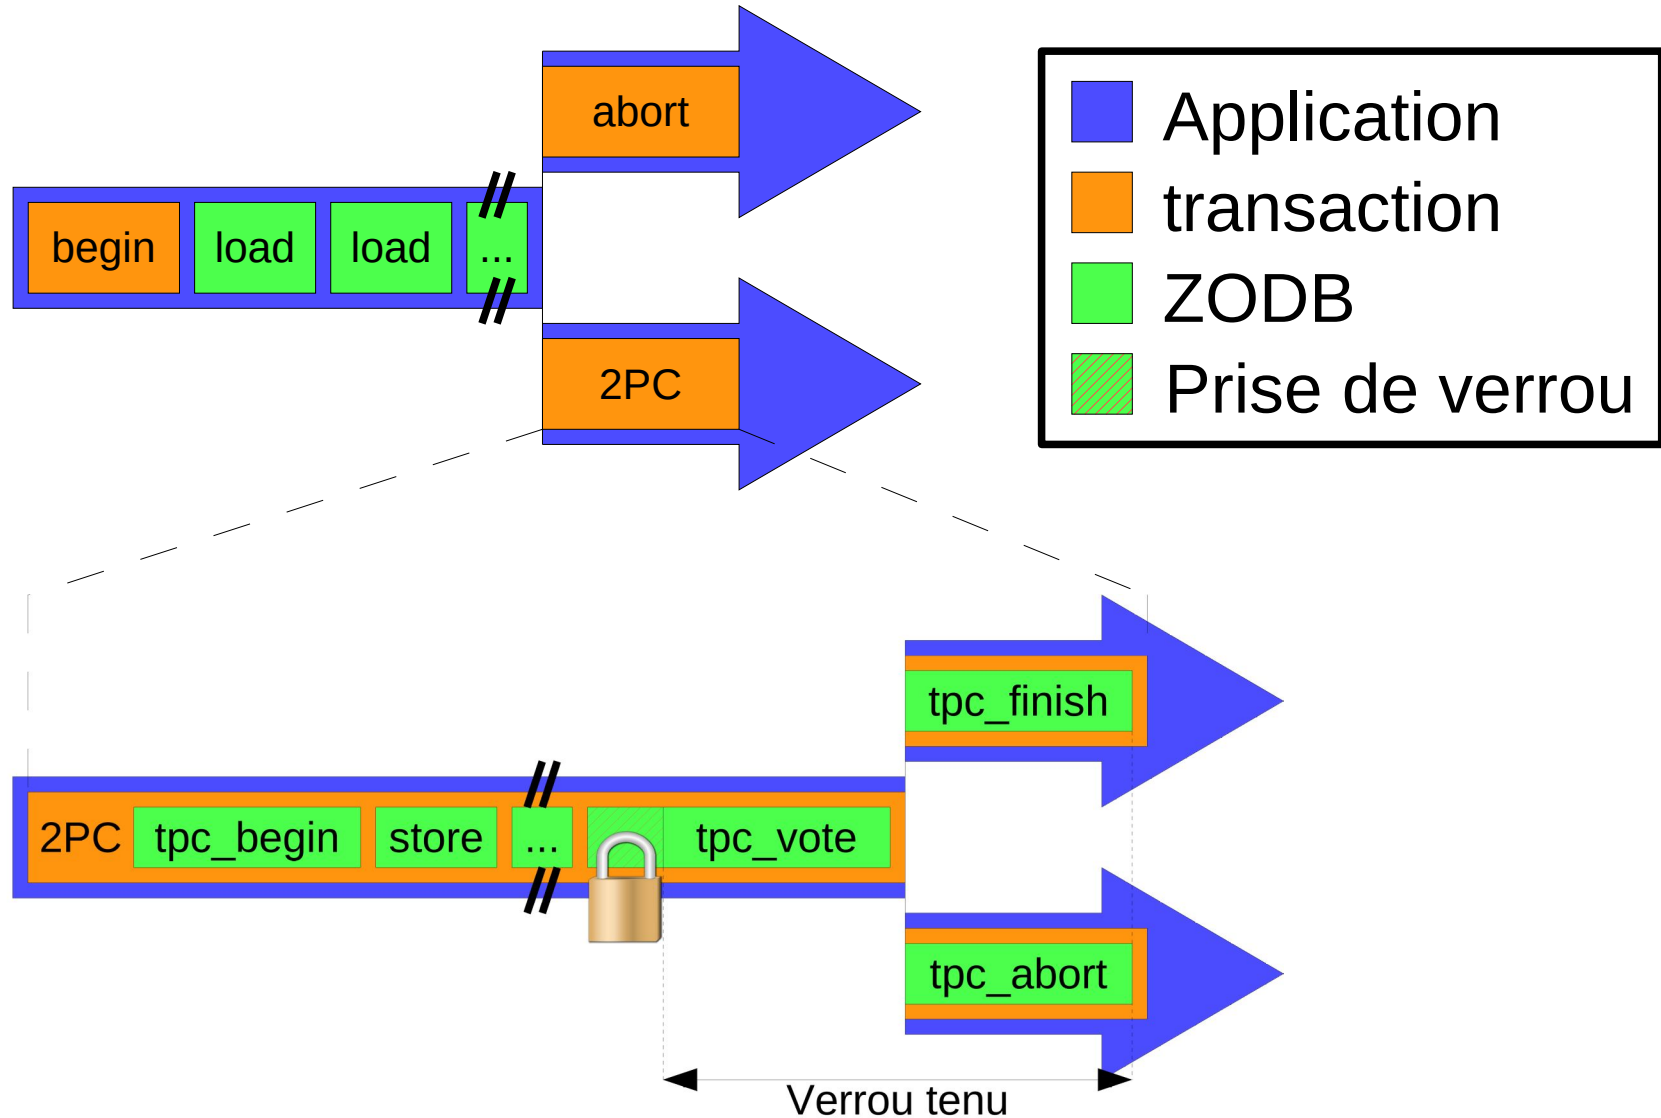 abort
begin
load
load
...
2PC
Application
transaction
ZODB
Prise de verrou
tpc_finish
2PC
tpc_begin
store
...
tpc_vote
tpc_abort
Verrou tenu